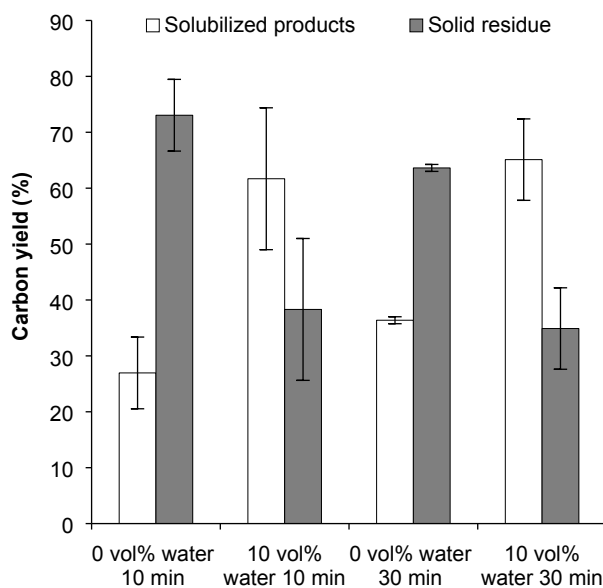 Solubilized products
Solid residue
Carbon yield (%)
90
80
70
60
50
40
30
20
10
0
0 vol% water
10 min
10 vol%
water 10 min
0 vol% water
30 min
10 vol%
water 30 min